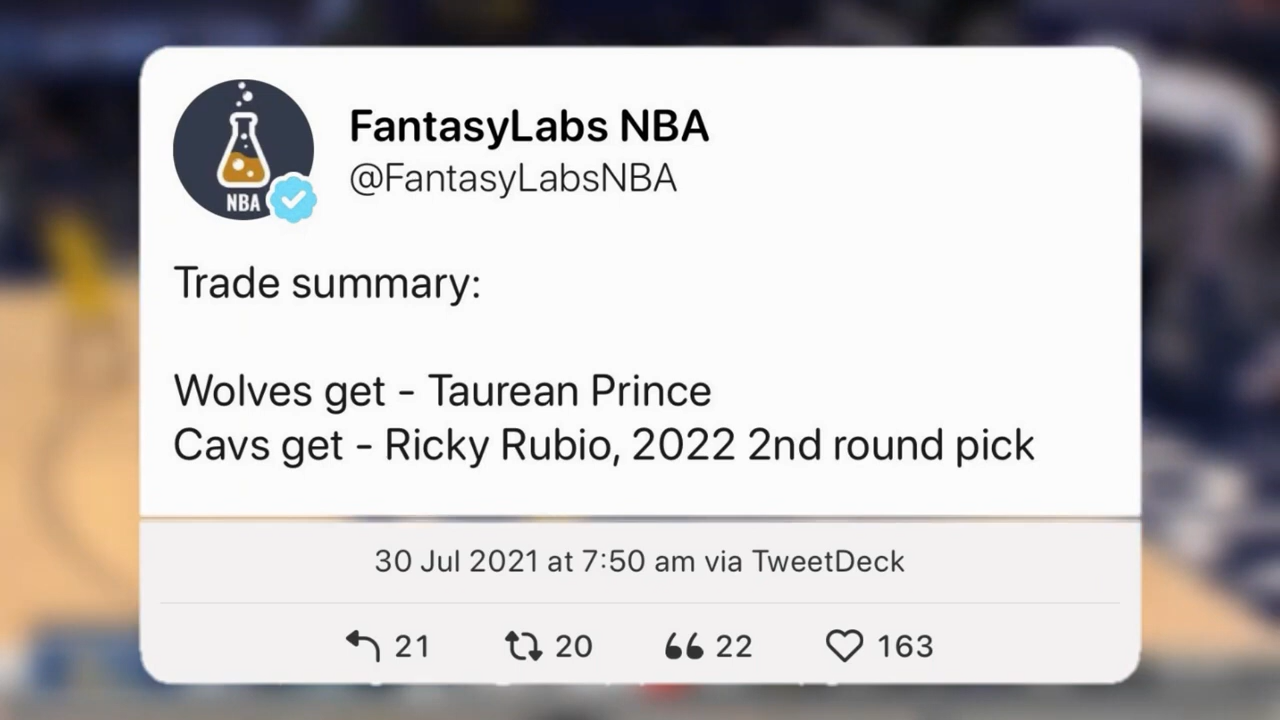 NBA
FantasyLabs NBA
@FantasyLabsNBA
Trade summary:
Wolves get - Taurean Prince
Cavs get - Ricky Rubio, 2022 2nd round pick
30 Jul 2021 at 7:50 am via TweetDeck
21 20 22 163